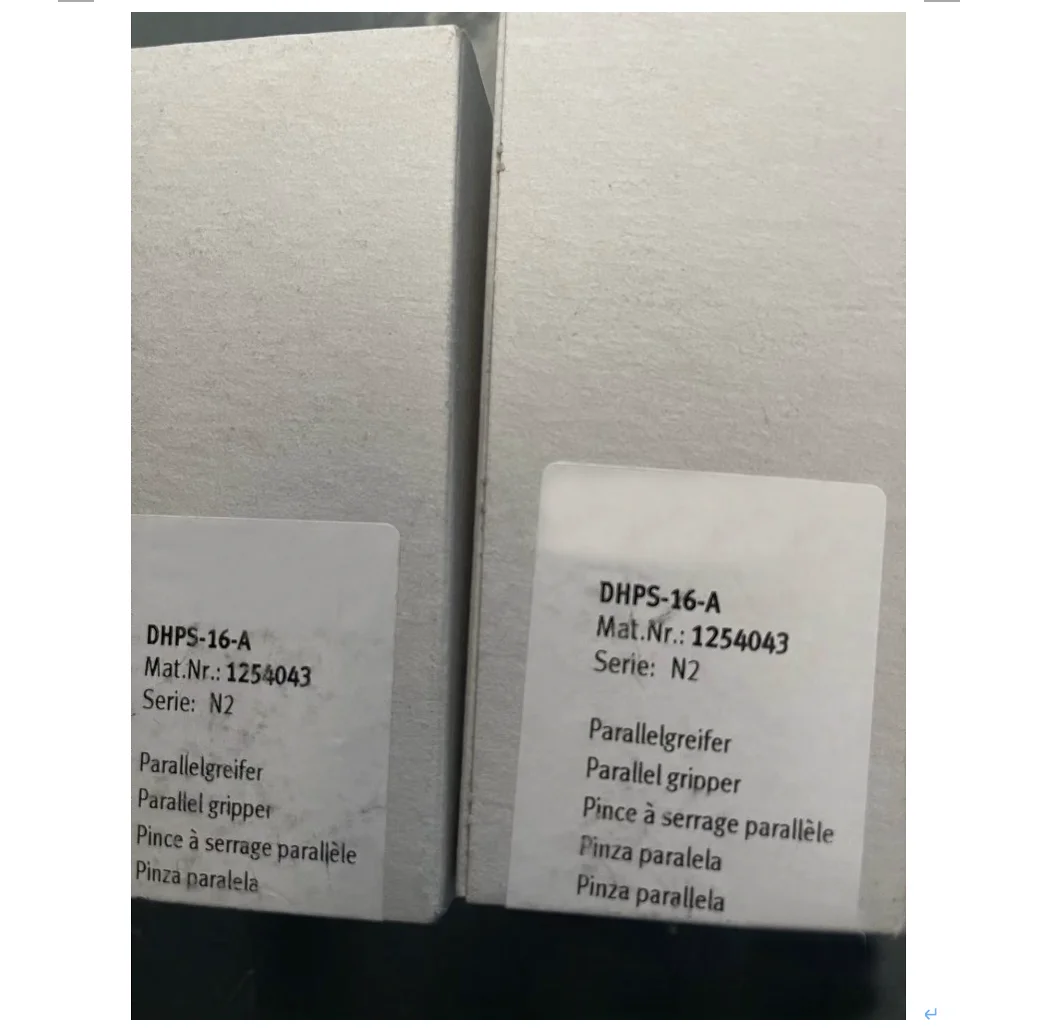 DHPS-16-A
Mat.Nr.: 1254043
Serie: N2
Parallelgreifer
Parallel gripper
Pince à serrage parallèle
Pinza paralela
DHPS-16-A
Mat.Nr.: 1254043
Serie: N2
Parallelgreifer
Parallel gripper
Pince à serrage parallèle
Pinza paralela
Pinza parallela